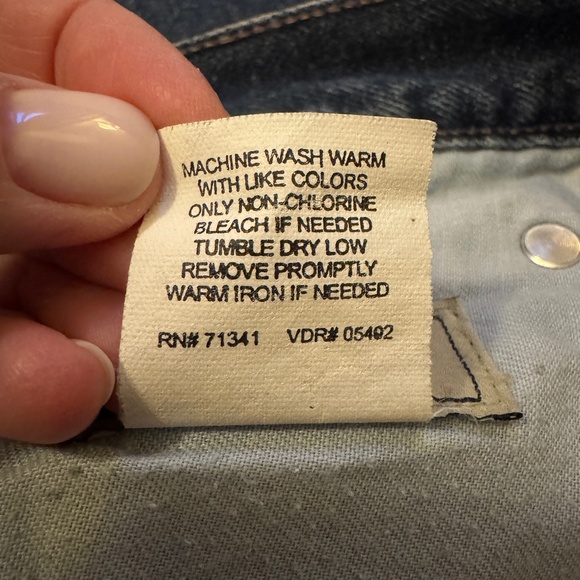 MACHINE WASH WARM
WITH LIKE COLORS
ONLY NON-CHLORINE
BLEACH IF NEEDED
TUMBLE DRY LOW
REMOVE PROMPTLY
WARM IRON IF NEEDED
RN# 71341 VDR# 05492